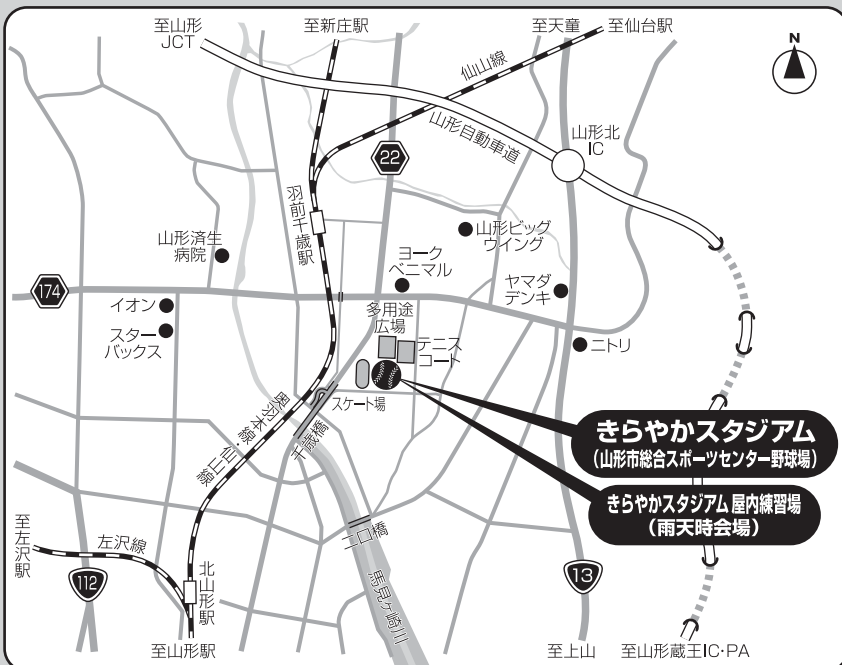 至山形
JCT
至新庄駅
至天童
至仙台駅
N
仙山線
山形自動車道
山形北
IC
22
羽前千歳駅
山形済生
病院
山形ビッグ
ウイング
ヨーク
ベニマル
ヤマダ
デンキ
174
イオン
スター
バックス
多用途
広場
テニス
コート
ニトリ
スケート場
千歳橋
奥羽本線・仙山線
きらやかスタジアム
(山形市総合スポーツセンター野球場)
きらやかスタジアム 屋内練習場
(雨天時会場)
至左沢駅
左沢線
112
北山形駅
二口橋
馬見ヶ崎川
13
至山形駅
至上山
至山形蔵王IC・PA